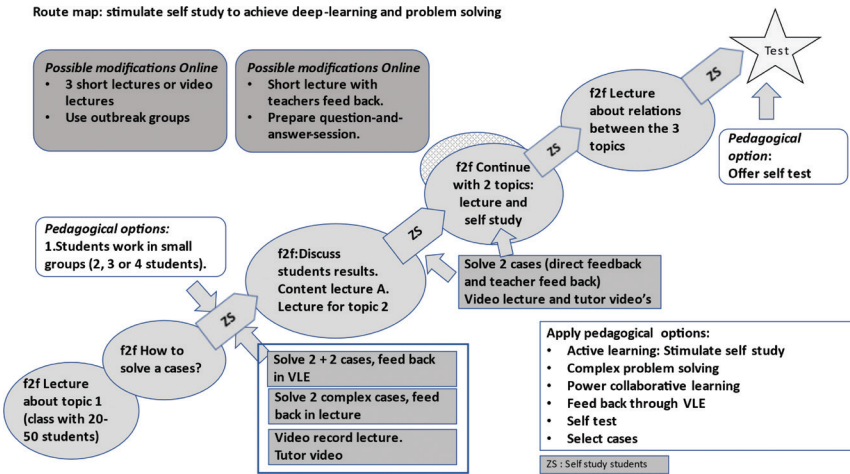 Route map: stimulate self study to achieve deep-learning and problem solving
Possible modifications Online
• 3 short lectures or video
lectures
• Use outbreak groups
Possible modifications Online
• Short lecture with
teachers feed back.
• Prepare question-and-
answer-session.
Test
ZS
f2f Lecture
about relations
between the 3
topics
Pedagogical
option:
Offer self test
ZS
f2f Continue
with 2 topics:
lecture and
self study
Pedagogical options:
1.Students work in small
groups (2, 3 or 4 students).
ZS
f2f:Discuss
students results.
Content lecture A.
Lecture for topic 2
Solve 2 cases (direct feedback
and teacher feed back)
Video lecture and tutor video's
ZS
f2f How to
solve a cases?
Solve 2 + 2 cases, feed back
in VLE
Solve 2 complex cases, feed
back in lecture
Video record lecture.
Tutor video
f2f Lecture
about topic 1
(class with 20-
50 students)
Apply pedagogical options:
• Active learning: Stimulate self study
• Complex problem solving
• Power collaborative learning
• Feed back through VLE
• Self test
• Select cases
ZS : Self study students